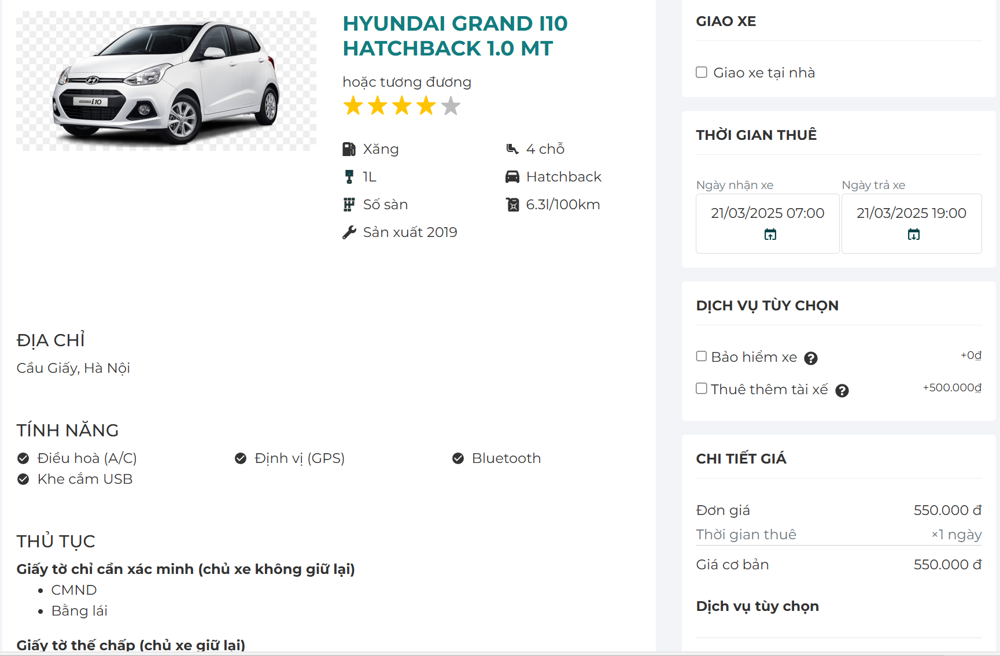 HYUNDAI GRAND I10
HATCHBACK 1.0 MT
hoặc tương đương
Xăng
4 chỗ
1L
Hatchback
Số sàn
6.3l/100km
Sản xuất 2019
i10
ĐỊA CHỈ
Cầu Giấy, Hà Nội
TÍNH NĂNG
Điều hoà (A/C)
Định vị (GPS)
Bluetooth
Khe cắm USB
THỦ TỤC
Giấy tờ chỉ cần xác minh (chủ xe không giữ lại)
CMND
Bằng lái
Giấy tờ thế chấp (chủ xe giữ lại)
GIAO XE
Giao xe tại nhà
THỜI GIAN THUÊ
Ngày nhận xe
Ngày trả xe
21/03/2025 07:00
21/03/2025 19:00
DỊCH VỤ TÙY CHỌN
Bảo hiểm xe
+0₫
Thuê thêm tài xế
+500.000₫
CHI TIẾT GIÁ
Đơn giá
550.000 đ
Thời gian thuê
×1 ngày
Giá cơ bản
550.000 đ
Dịch vụ tùy chọn